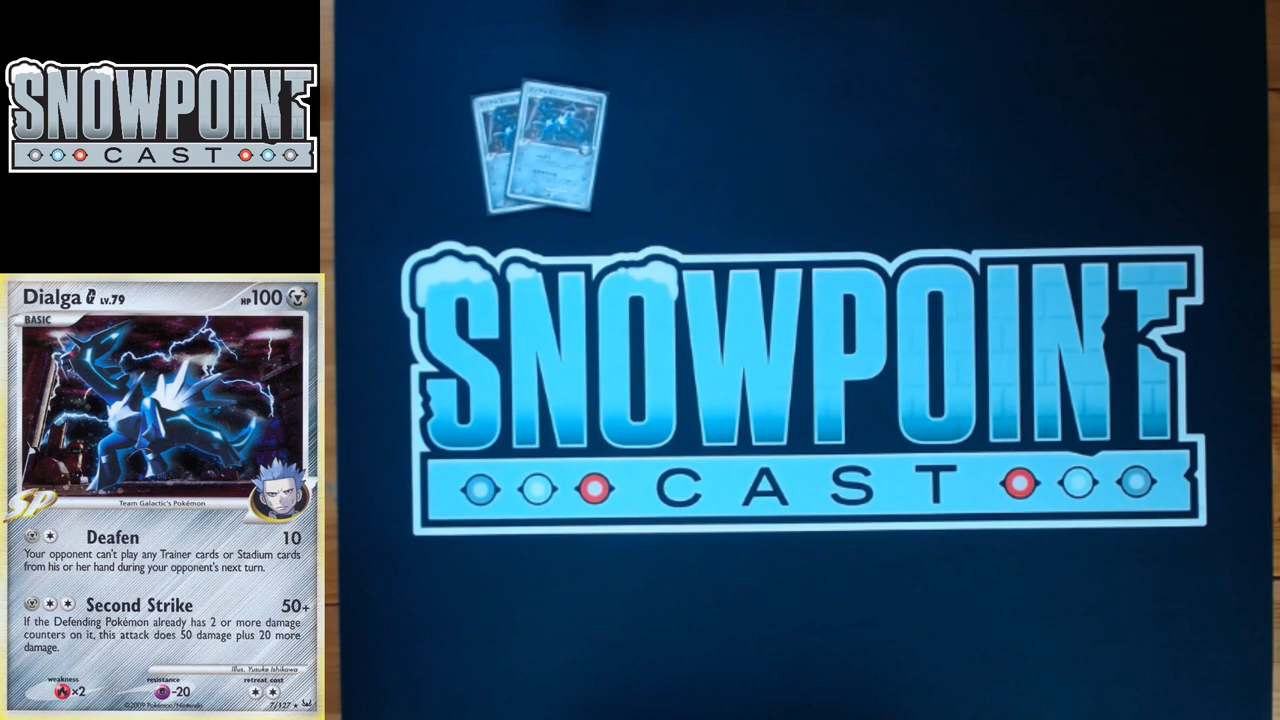 SNOWPOINT
CAST
Dialga G LV.79 HP100
BASIC
SP
Team Galactic's Pokémon
Deafen 10
Your opponent can't play any Trainer cards or Stadium cards
from his or her hand during your opponent's next turn.
Second Strike 50+
If the Defending Pokémon already has 2 or more damage
counters on it, this attack does 50 damage plus 20 more
damage.
Illus. Yusuke Ishikawa
weakness resistance retreat cost
×2 -20
©2009 Pokémon/Nintendo 7/127
SNOWPOINT
CAST